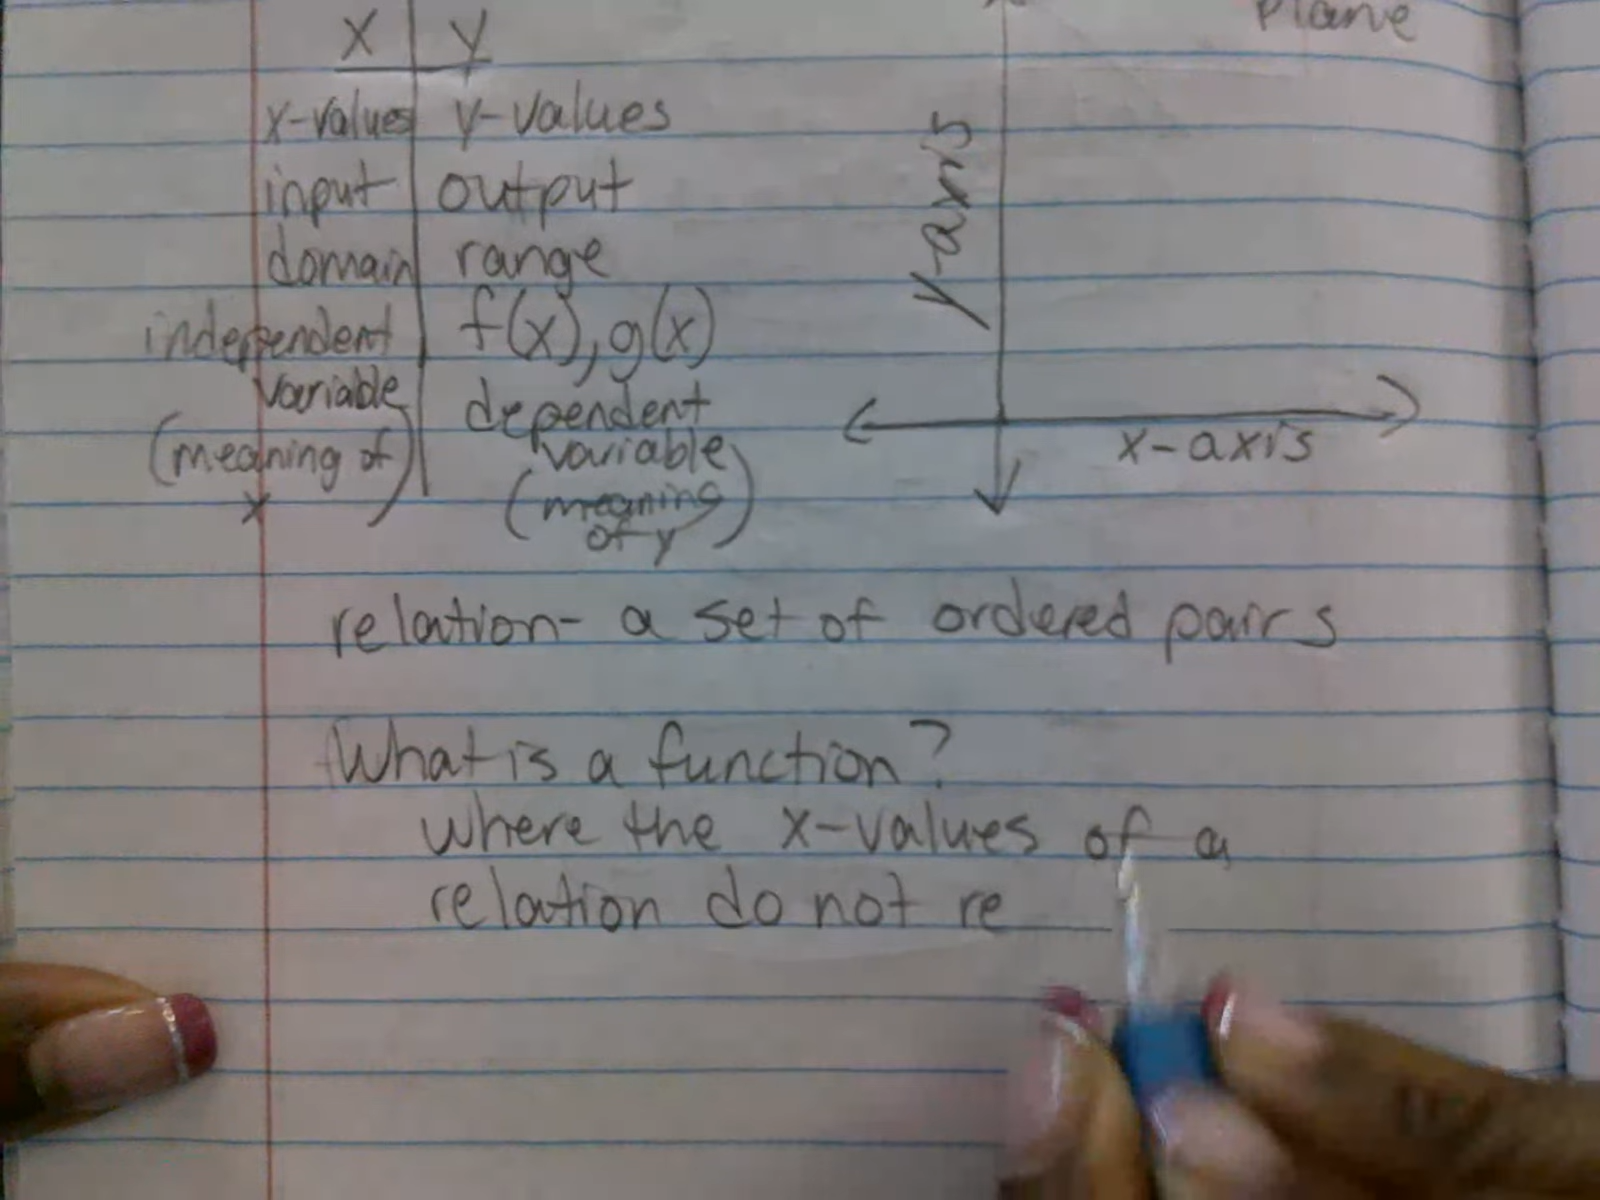 x y
Plane
x-values y-values
input output
domain range
independent f(x), g(x)
variable dependent
(meaning of variable
x) (meaning
of y)
y-axis
x-axis
relation- a set of ordered pairs
What is a function?
where the x-values of a
relation do not re